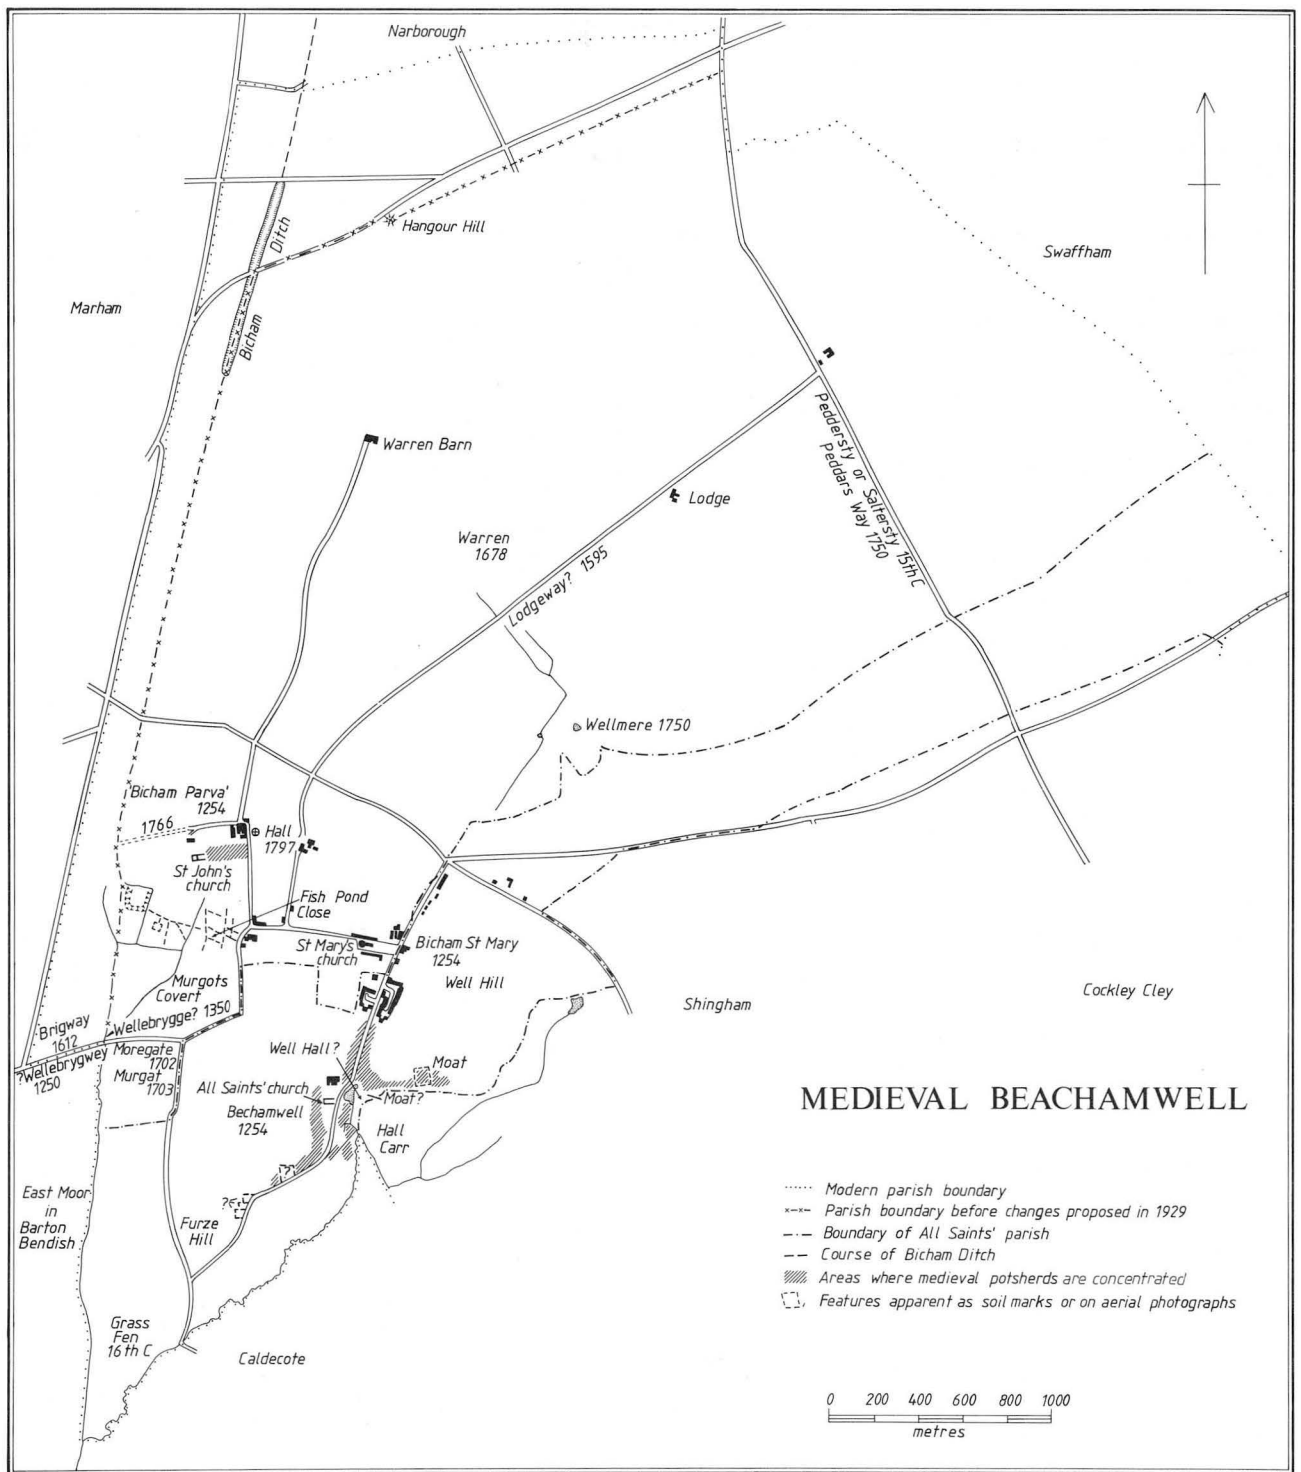 Narborough
Hangour Hill
Swaffham
Ditch
Bicham
Marham
Warren Barn
Peddersty or Saltersty 15thC
Peddars Way 1750
Lodge
Warren
1678
Lodgeway? 1595
Wellmere 1750
'Bicham Parva'
1254
1766
Hall
1797
St John's
church
Fish Pond
Close
St Mary's
church
Bicham St Mary
1254
Well Hill
Murgots
Covert
Shingham
Cockley Cley
Wellebrygge? 1350
Brigway
1612
?Wellebrygwey
1250
Moregate
1702
Murgat
1703
Well Hall?
Moat
All Saints' church
Moat?
Bechamwell
1254
Hall
Carr
MEDIEVAL BEACHAMWELL
?
East Moor
in
Barton
Bendish
Furze
Hill
Modern parish boundary
Parish boundary before changes proposed in 1929
Boundary of All Saints' parish
Course of Bicham Ditch
Areas where medieval potsherds are concentrated
Features apparent as soil marks or on aerial photographs
Grass
Fen
16th C
Caldecote
0 200 400 600 800 1000
metres